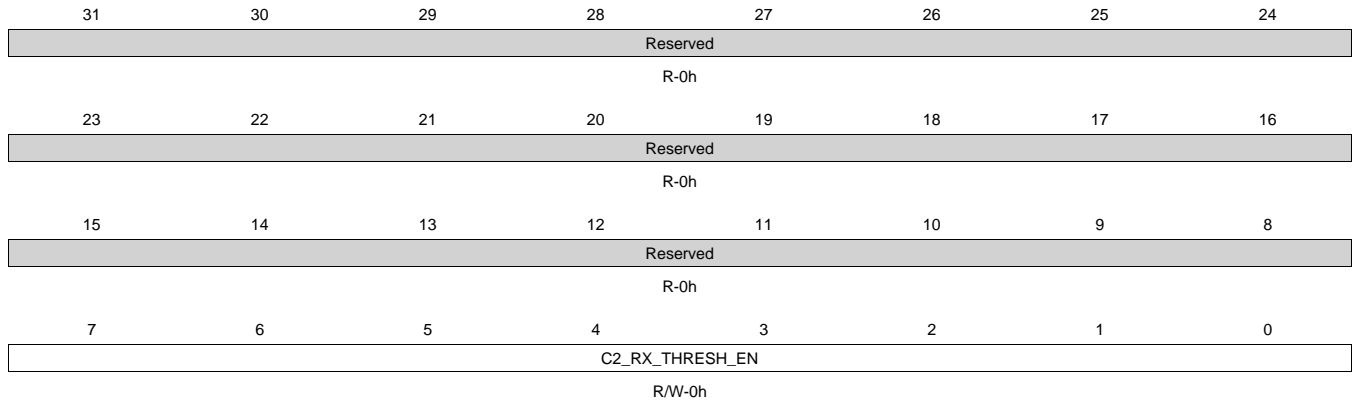 31 30 29 28 27 26 25 24
Reserved
R-0h
23 22 21 20 19 18 17 16
Reserved
R-0h
15 14 13 12 11 10 9 8
Reserved
R-0h
7 6 5 4 3 2 1 0
C2_RX_THRESH_EN
R/W-0h